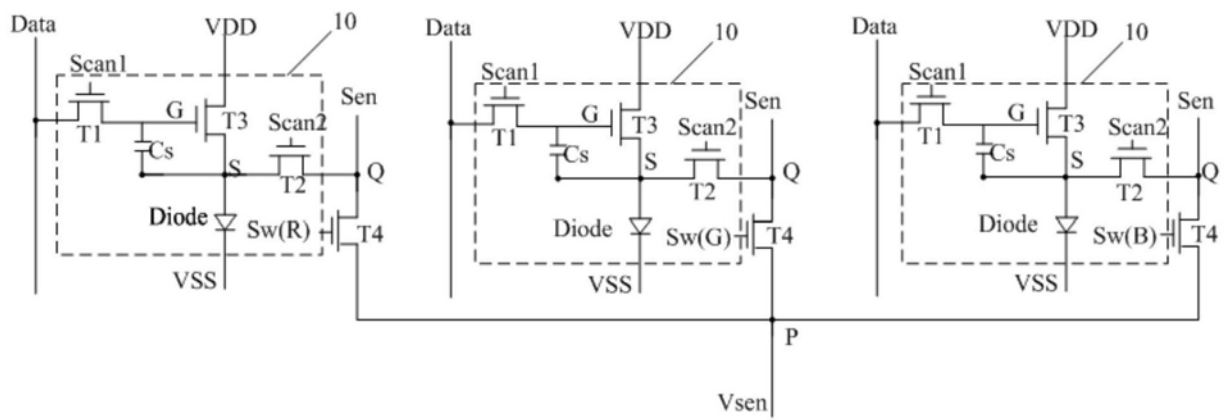 Data
VDD
10
Scan1
Sen
G
T3
Scan2
T1
Cs
S
T2
Q
Diode
Sw(R)
T4
VSS
Data
VDD
10
Scan1
Sen
G
T3
Scan2
T1
Cs
S
T2
Q
Diode
Sw(G)
T4
VSS
Data
VDD
10
Scan1
Sen
G
T3
Scan2
T1
Cs
S
T2
Q
Diode
Sw(B)
T4
VSS
P
Vsen